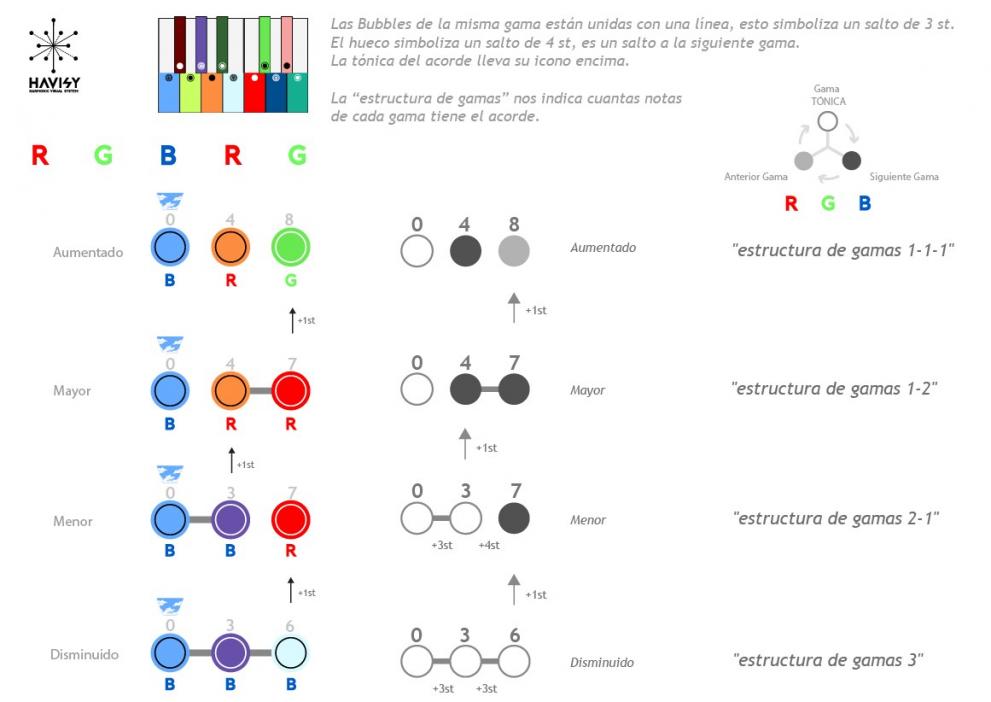 Las Bubbles de la misma gama están unidas con una línea, esto simboliza un salto de 3 st.
El hueco simboliza un salto de 4 st, es un salto a la siguiente gama.
La tónica del acorde lleva su icono encima.
HAVISY
HARMONIC VISUAL SYSTEM
La "estructura de gamas" nos indica cuantas notas
de cada gama tiene el acorde.
Gama
TÓNICA
R G B R G
Anterior Gama Siguiente Gama
R G B
0 4 8
0 4 8
Aumentado
Aumentado
"estructura de gamas 1-1-1"
B R G
+1st
+1st
0 4 7
0 4 7
Mayor
Mayor
"estructura de gamas 1-2"
B R R
+1st
+1st
0 3 7
0 3 7
Menor
Menor
"estructura de gamas 2-1"
B B R
+3st +4st
+1st
+1st
0 3 6
0 3 6
Disminuido
Disminuido
"estructura de gamas 3"
B B B
+3st +3st